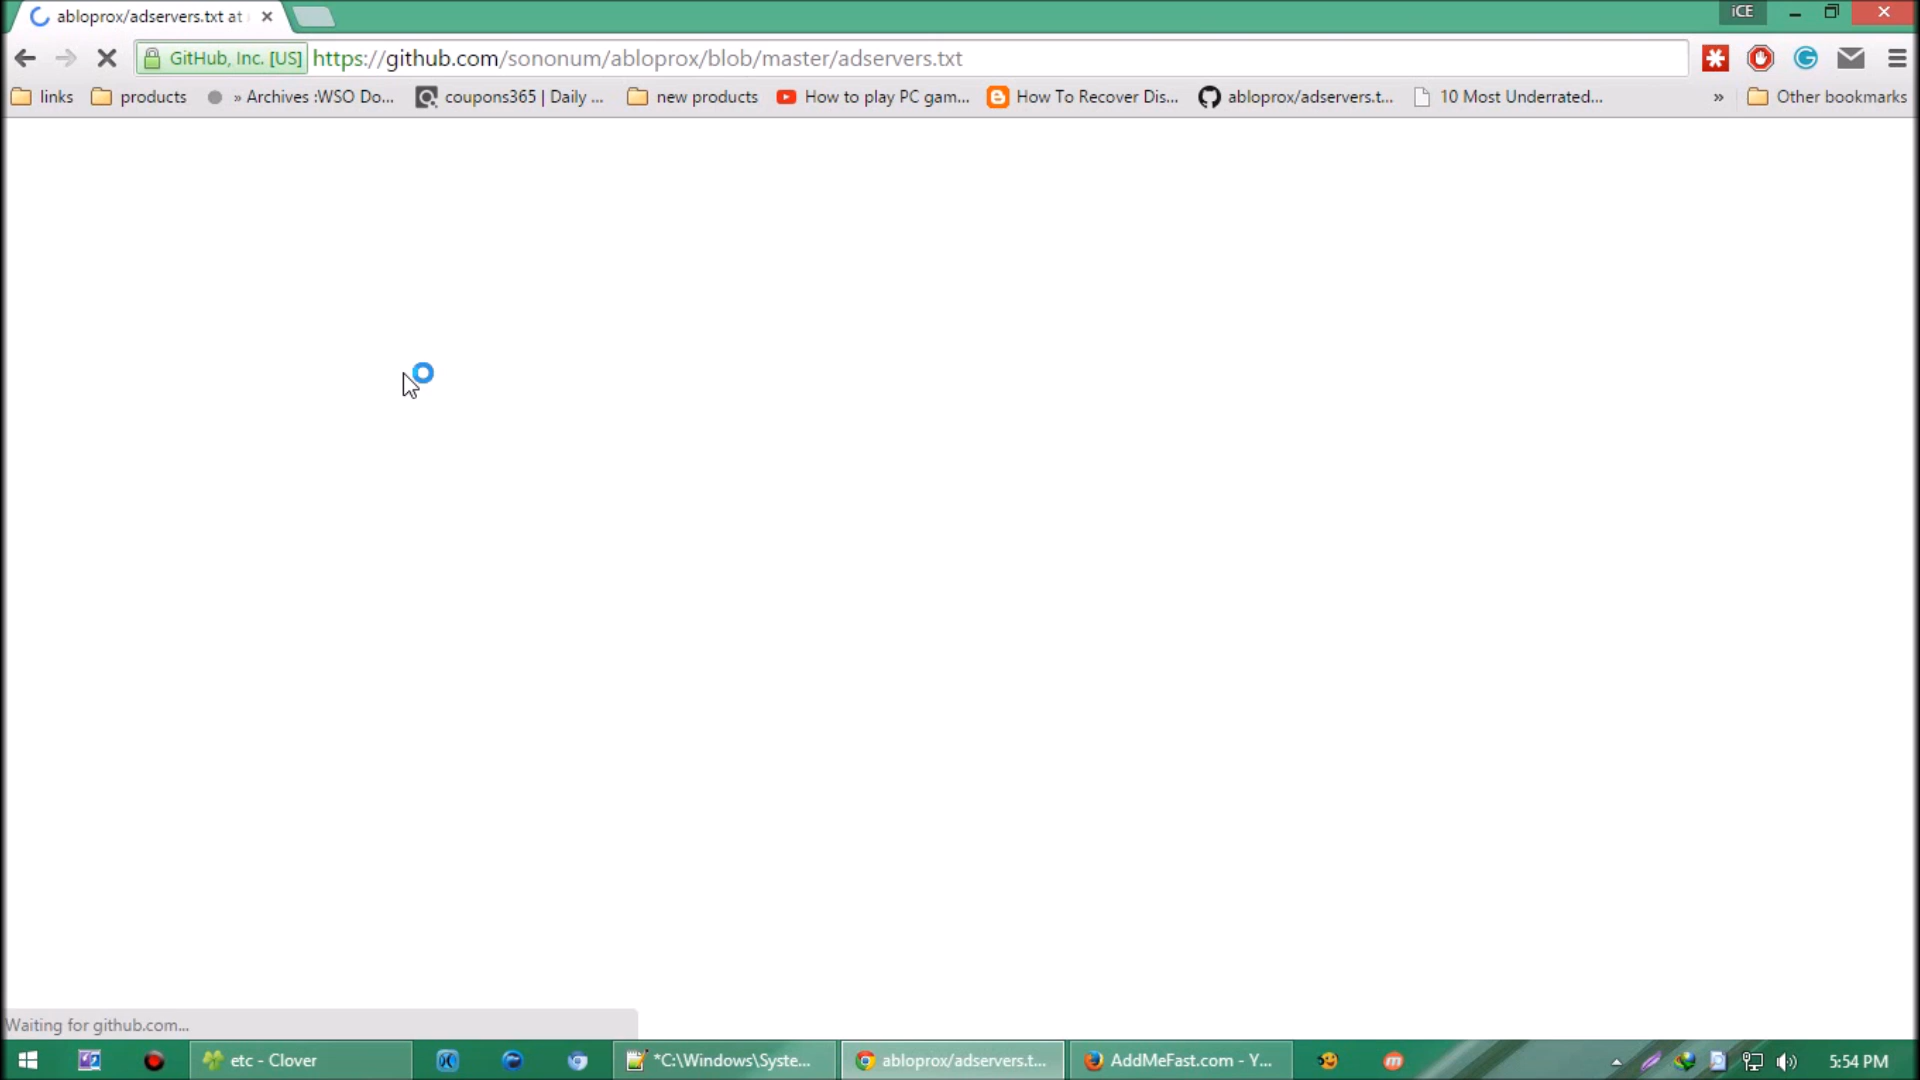 abloprox/adservers.txt at
iCE
GitHub, Inc. [US] https://github.com/sononum/abloprox/blob/master/adservers.txt
links products » Archives :WSO Do... coupons365 | Daily ... new products How to play PC gam... How To Recover Dis... abloprox/adservers.t... 10 Most Underrated... » Other bookmarks
Waiting for github.com...
etc - Clover *C:\Windows\Syste... abloprox/adservers.t... AddMeFast.com - Y... 5:54 PM